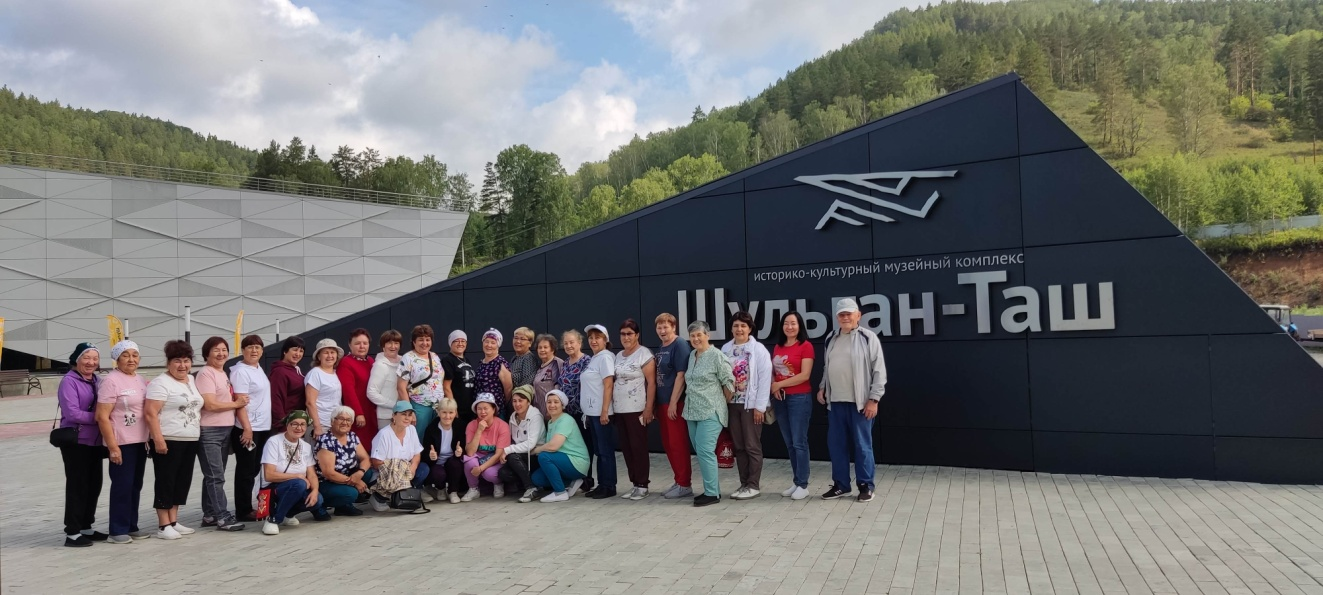 историко-культурный музейный комплекс
Шульган-Таш